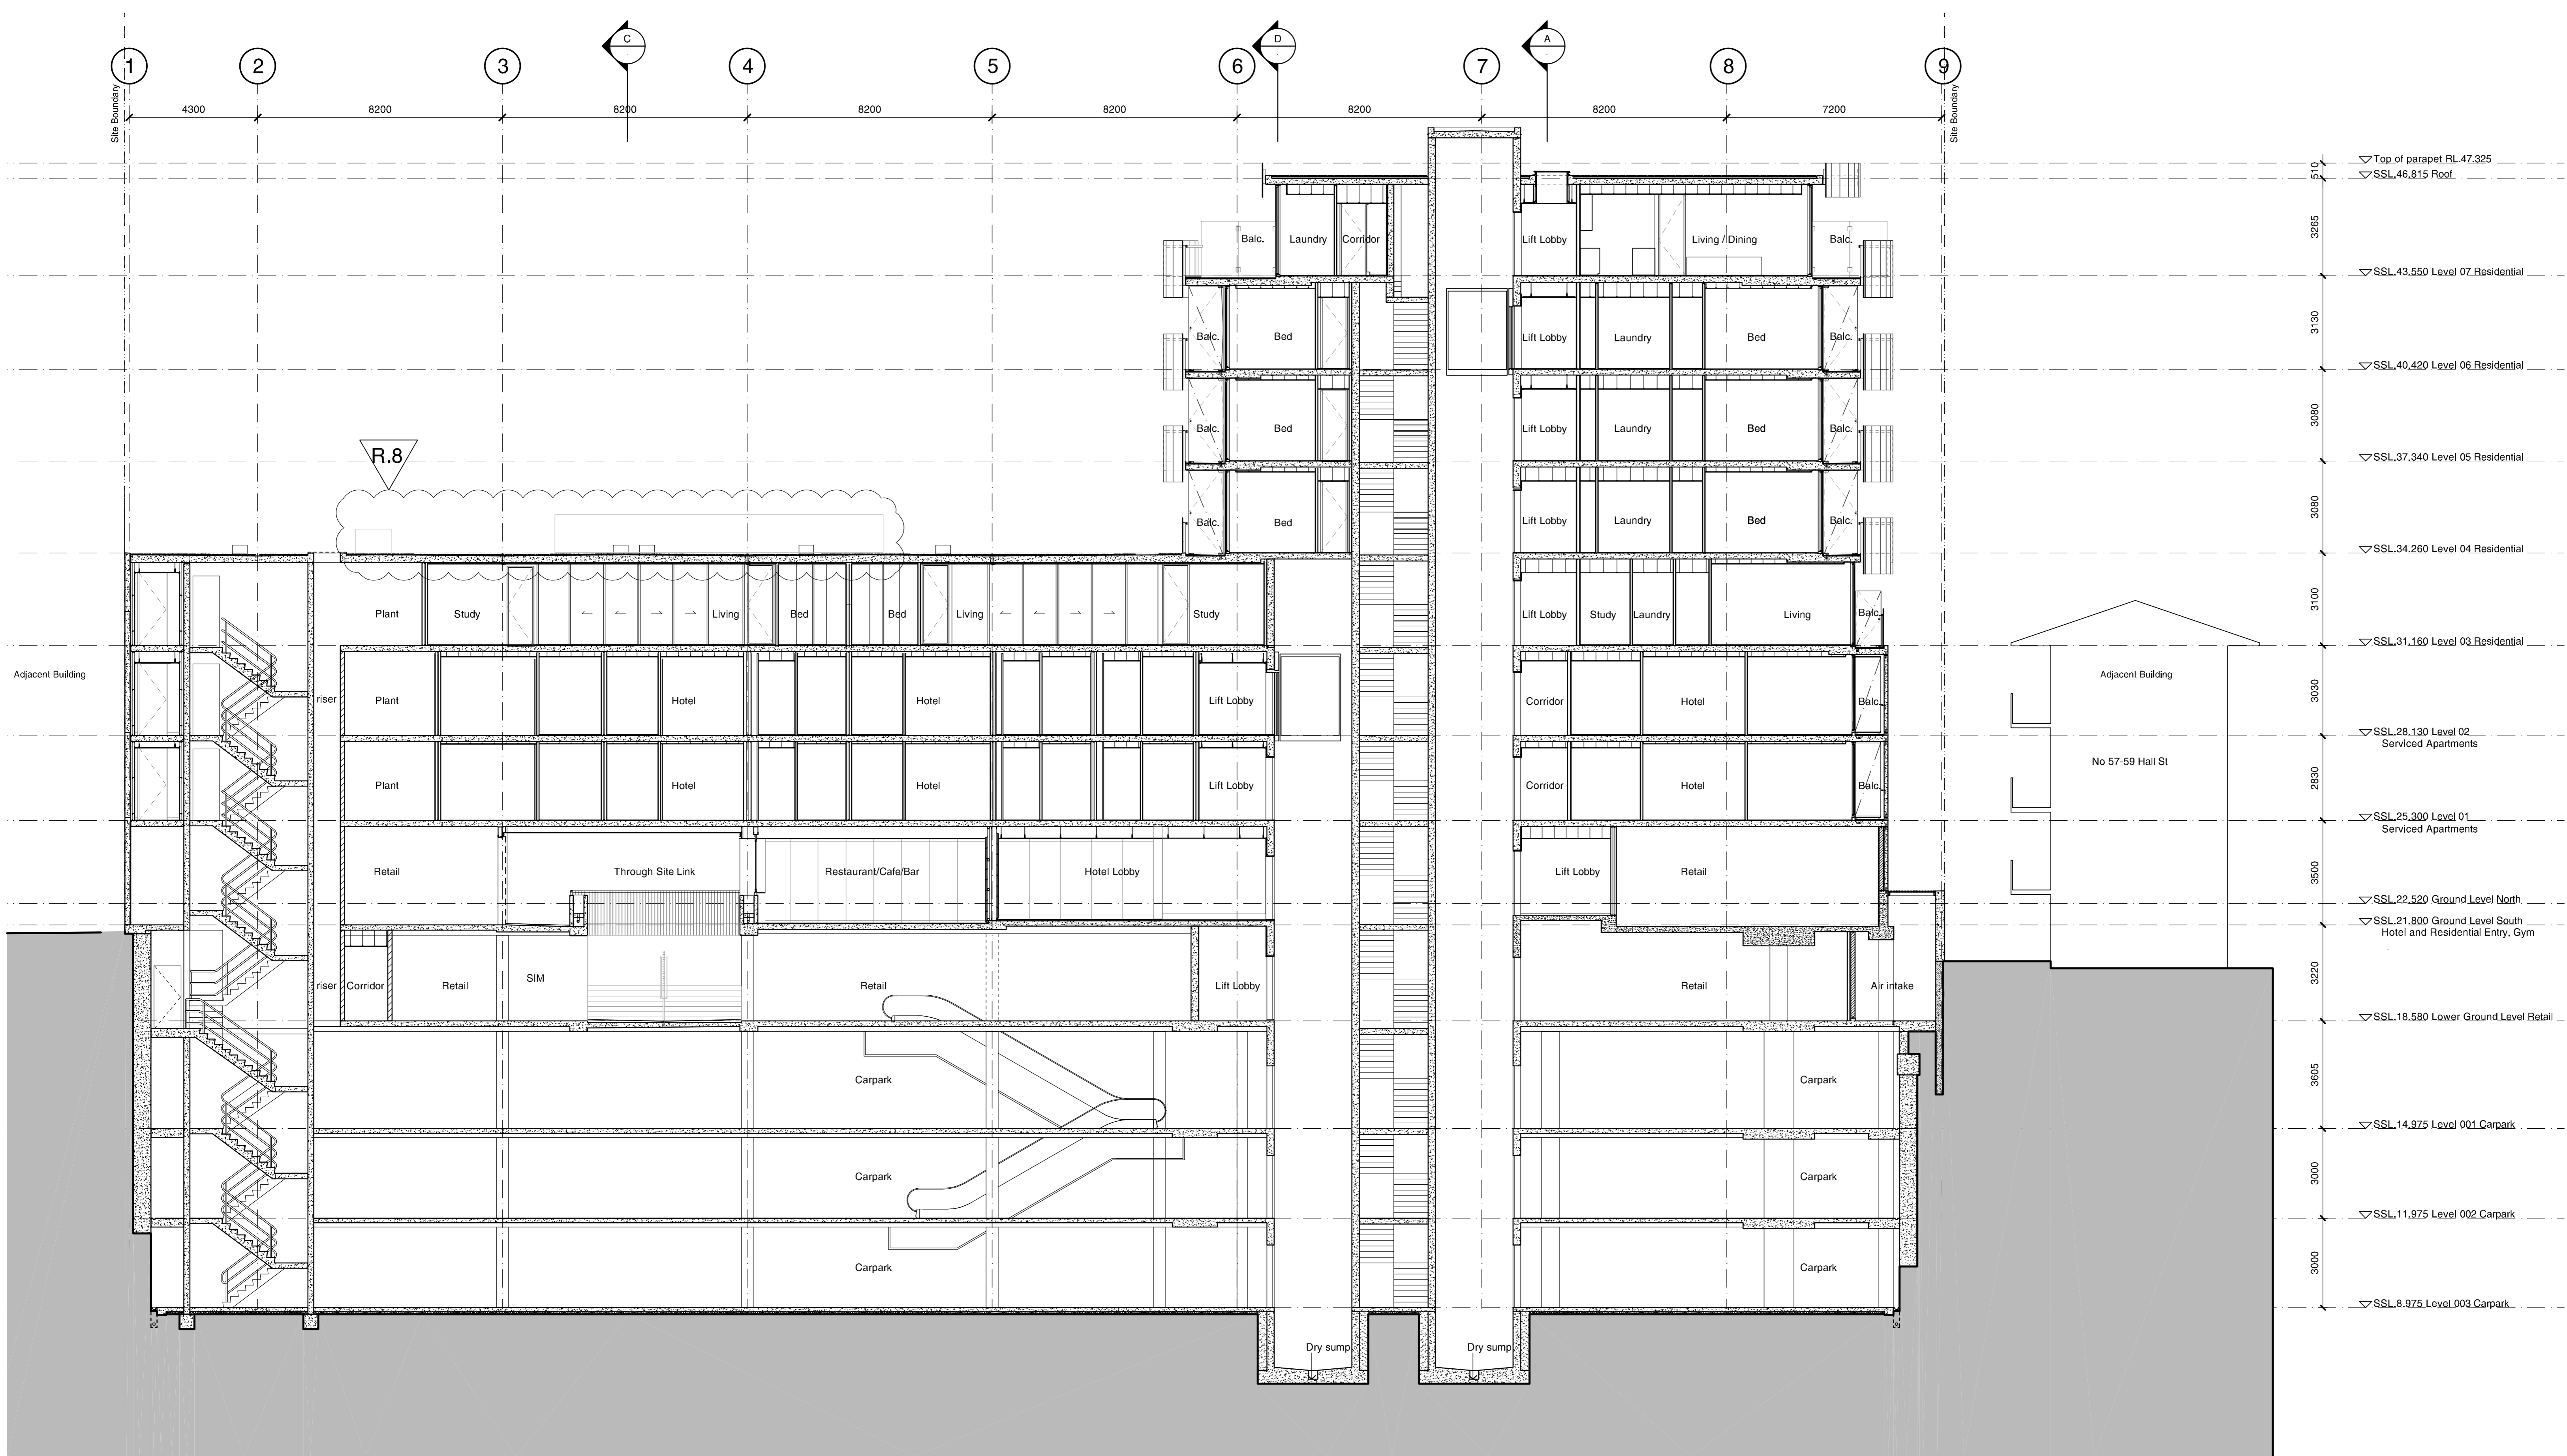 C
D
A
1
2
3
4
5
6
7
8
9
Site Boundary
4300
8200
8200
8200
8200
8200
8200
7200
Site Boundary
510
Top of parapet RL.47.325
SSL.46.815 Roof
Balc.
Laundry
Corridor
Lift Lobby
Living / Dining
Balc.
3265
SSL.43.550 Level 07 Residential
Balc.
Bed
Lift Lobby
Laundry
Bed
Balc.
3130
SSL.40.420 Level 06 Residential
Balc.
Bed
Lift Lobby
Laundry
Bed
Balc.
3080
SSL.37.340 Level 05 Residential
R.8
Balc.
Bed
Lift Lobby
Laundry
Bed
Balc.
3080
SSL.34.260 Level 04 Residential
Plant
Study
Living
Bed
Bed
Living
Study
Lift Lobby
Study
Laundry
Living
Balc.
3100
SSL.31.160 Level 03 Residential
Adjacent Building
riser
Plant
Hotel
Hotel
Lift Lobby
Corridor
Hotel
Balc.
Adjacent Building
3030
SSL.28.130 Level 02
Serviced Apartments
Plant
Hotel
Hotel
Lift Lobby
Corridor
Hotel
Balc.
No 57-59 Hall St
2830
SSL.25.300 Level 01
Serviced Apartments
Retail
Through Site Link
Restaurant/Cafe/Bar
Hotel Lobby
Lift Lobby
Retail
3500
SSL.22.520 Ground Level North
SSL.21.800 Ground Level South
Hotel and Residential Entry, Gym
riser
Corridor
Retail
SIM
Retail
Lift Lobby
Retail
Air intake
3220
SSL.18.580 Lower Ground Level Retail
Carpark
Carpark
3605
SSL.14.975 Level 001 Carpark
Carpark
Carpark
3000
SSL.11.975 Level 002 Carpark
Carpark
Carpark
3000
SSL.8.975 Level 003 Carpark
Dry sump
Dry sump